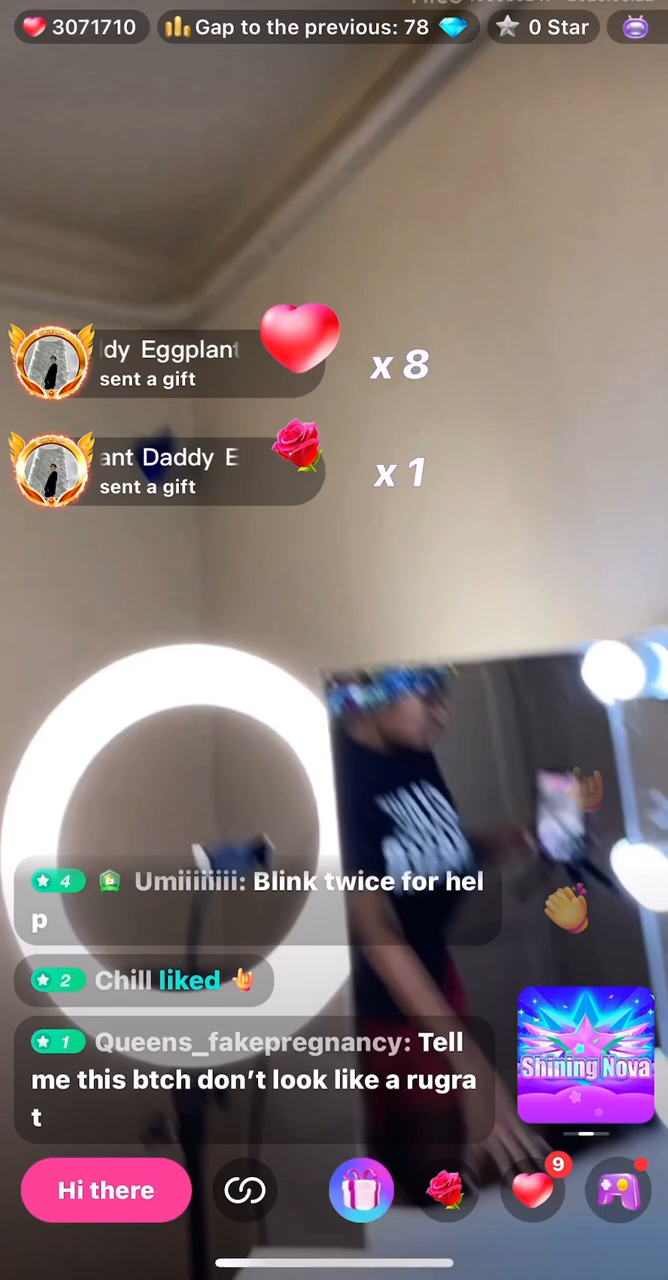 3071710
Gap to the previous: 78
0 Star
dy Eggplant
sent a gift
x 8
ant Daddy E
sent a gift
x 1
4 Umiiiiiiii: Blink twice for hel
p
2 Chill liked
1 Queens_fakepregnancy: Tell
me this btch don't look like a rugra
t
Shining Nova
9
Hi there